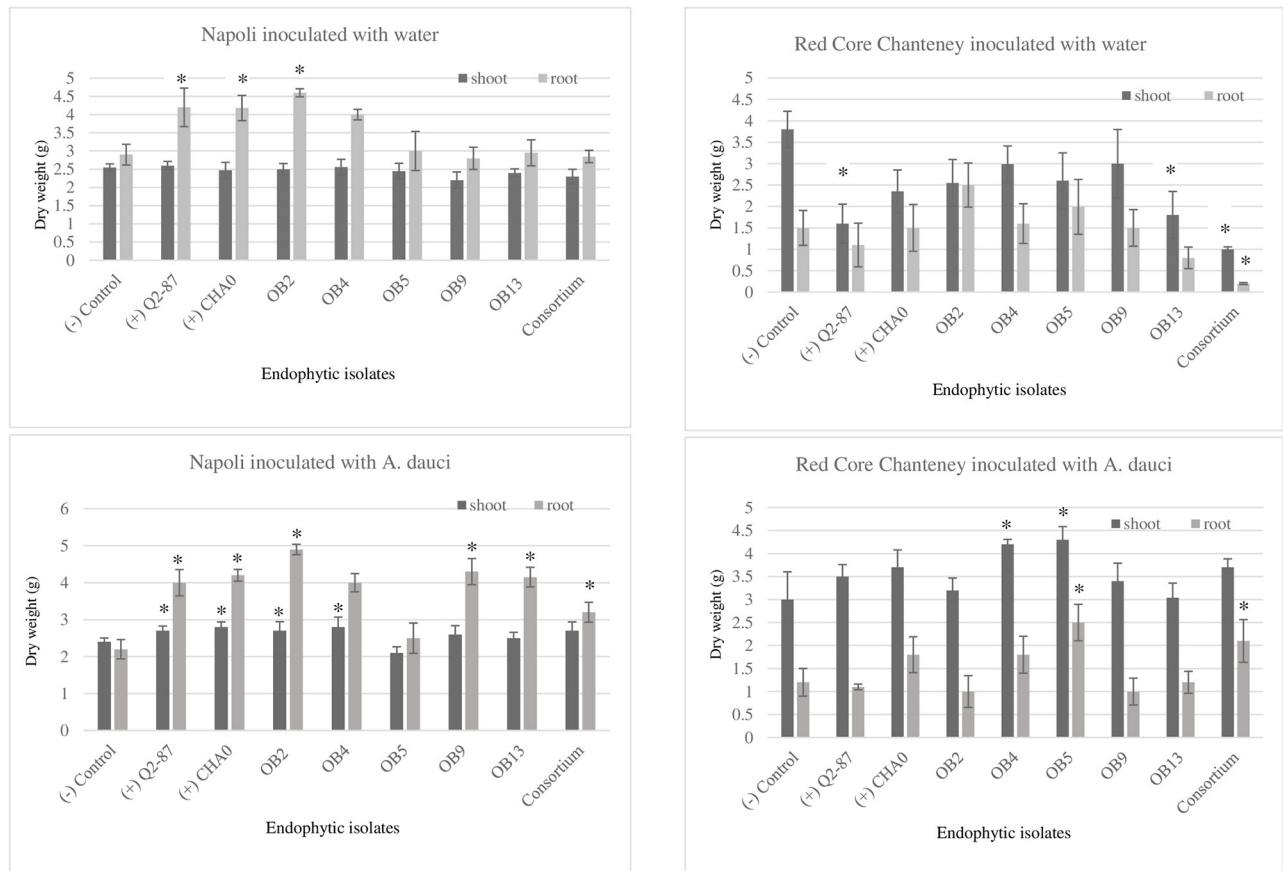 Napoli inoculated with water
* * *
shoot root
5
4.5
4
3.5
3
2.5
2
1.5
1
0.5
0
Dry weight (g)
(-) Control (+) Q2-87 (+) CHA0 OB2 OB4 OB5 OB9 OB13 Consortium
Endophytic isolates
Red Core Chanteney inoculated with water
shoot root
5
4.5
4
3.5
3
2.5
2
1.5
1
0.5
0
Dry weight (g)
* * * *
(-) Control (+) Q2-87 (+) CHA0 OB2 OB4 OB5 OB9 OB13 Consortium
Endophytic isolates
Napoli inoculated with A. dauci
shoot root
6
5
4
3
2
1
0
Dry weight (g)
* * * * * * * * * *
(-) Control (+) Q2-87 (+) CHA0 OB2 OB4 OB5 OB9 OB13 Consortium
Endophytic isolates
Red Core Chanteney inoculated with A. dauci
shoot root
5
4.5
4
3.5
3
2.5
2
1.5
1
0.5
0
Dry weight (g)
* * * *
(-) Control (+) Q2-87 (+) CHA0 OB2 OB4 OB5 OB9 OB13 Consortium
Endophytic isolates